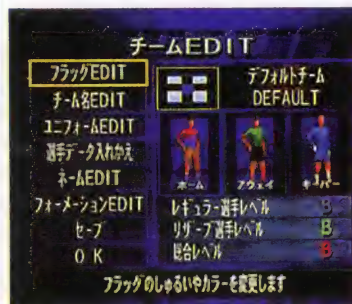 チームEDIT
フラッグEDIT
チーム名EDIT
ユニフォームEDIT
選手データ入れかえ
ネームEDIT
フォーメーションEDIT
セーブ
OK
デフォルトチーム
DEFAULT
ホーム
アウェイ
キーパー
レギュラー選手レベル B
リザーブ選手レベル B
総合レベル B
フラッグのしゅるいやカラーを変更します